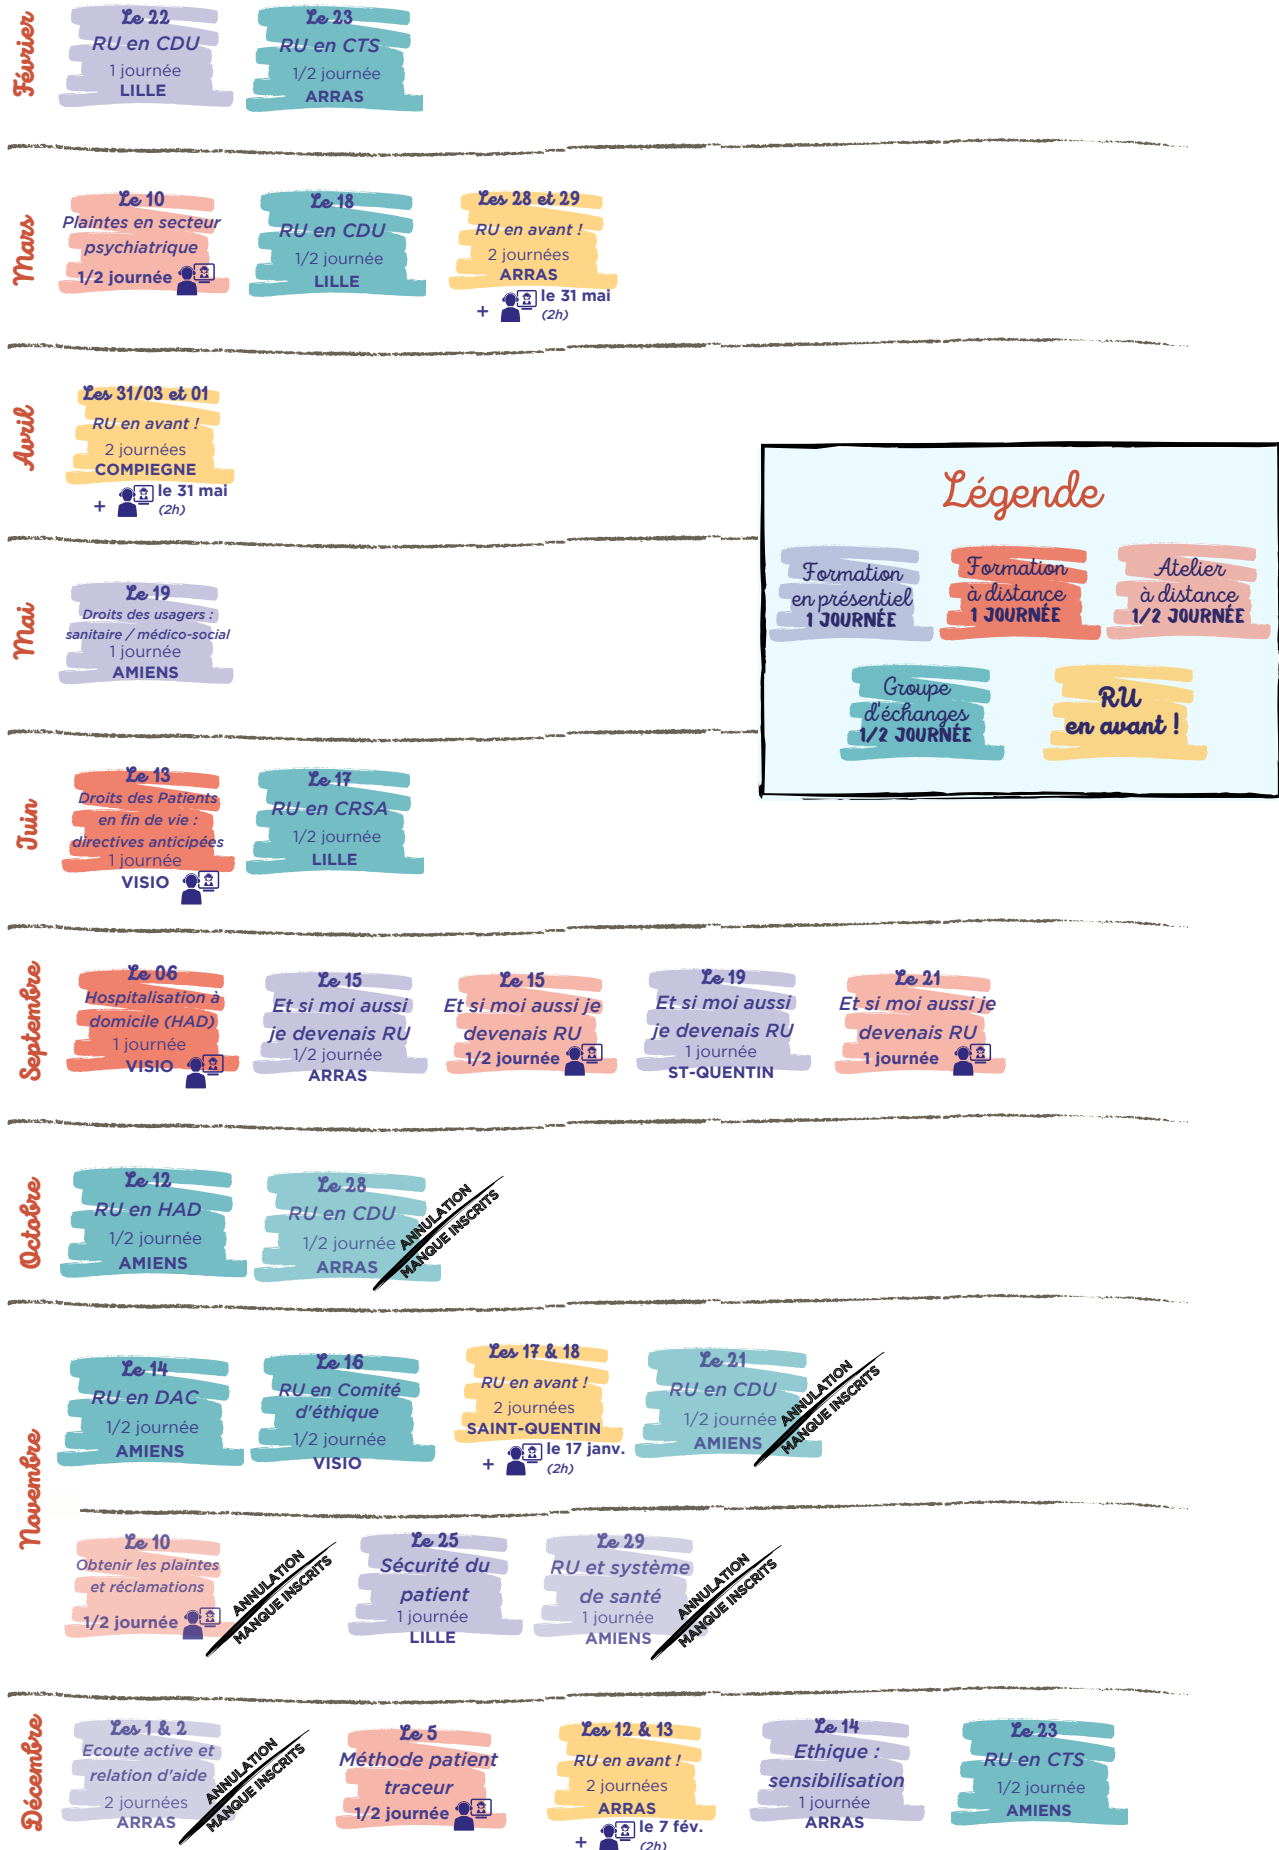 Février
Le 22
RU en CDU
1 journée
LILLE
Le 23
RU en CTS
1/2 journée
ARRAS
Mars
Le 10
Plaintes en secteur
psychiatrique
1/2 journée
Le 18
RU en CDU
1/2 journée
LILLE
Les 28 et 29
RU en avant !
2 journées
ARRAS
+ le 31 mai
(2h)
Avril
Les 31/03 et 01
RU en avant !
2 journées
COMPIEGNE
+ le 31 mai
(2h)
Légende
Formation
en présentiel
1 JOURNÉE
Formation
à distance
1 JOURNÉE
Atelier
à distance
1/2 JOURNÉE
Groupe
d'échanges
1/2 JOURNÉE
RU
en avant !
Mai
Le 19
Droits des usagers :
sanitaire / médico-social
1 journée
AMIENS
Juin
Le 13
Droits des Patients
en fin de vie :
directives anticipées
1 journée
VISIO
Le 17
RU en CRSA
1/2 journée
LILLE
Septembre
Le 06
Hospitalisation à
domicile (HAD)
1 journée
VISIO
Le 15
Et si moi aussi
je devenais RU
1/2 journée
ARRAS
Le 15
Et si moi aussi je
devenais RU
1/2 journée
Le 19
Et si moi aussi
je devenais RU
1 journée
ST-QUENTIN
Le 21
Et si moi aussi je
devenais RU
1 journée
Octobre
Le 12
RU en HAD
1/2 journée
AMIENS
Le 28
RU en CDU
1/2 journée
ARRAS
ANNULATION
MANQUE INSCRITS
Novembre
Le 14
RU en DAC
1/2 journée
AMIENS
Le 16
RU en Comité
d'éthique
1/2 journée
VISIO
Les 17 & 18
RU en avant !
2 journées
SAINT-QUENTIN
+ le 17 janv.
(2h)
Le 21
RU en CDU
1/2 journée
AMIENS
ANNULATION
MANQUE INSCRITS
Le 10
Obtenir les plaintes
et réclamations
1/2 journée
ANNULATION
MANQUE INSCRITS
Le 25
Sécurité du
patient
1 journée
LILLE
Le 29
RU et système
de santé
1 journée
AMIENS
ANNULATION
MANQUE INSCRITS
Décembre
Les 1 & 2
Ecoute active et
relation d'aide
2 journées
ARRAS
ANNULATION
MANQUE INSCRITS
Le 5
Méthode patient
traceur
1/2 journée
Les 12 & 13
RU en avant !
2 journées
ARRAS
+ le 7 fév.
(2h)
Le 14
Ethique :
sensibilisation
1 journée
ARRAS
Le 23
RU en CTS
1/2 journée
AMIENS